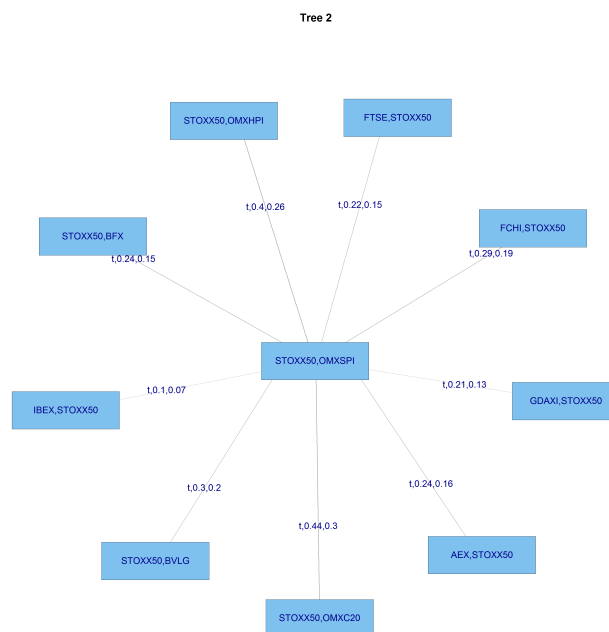 Tree 2
STOXX50,OMXHPI
FTSE,STOXX50
t,0.4,0.26
t,0.22,0.15
STOXX50,BFX
FCHI,STOXX50
t,0.24,0.15
t,0.29,0.19
STOXX50,OMXSPI
t,0.1,0.07
t,0.21,0.13
IBEX,STOXX50
GDAXI,STOXX50
t,0.3,0.2
t,0.24,0.16
t,0.44,0.3
STOXX50,BVLG
AEX,STOXX50
STOXX50,OMXC20